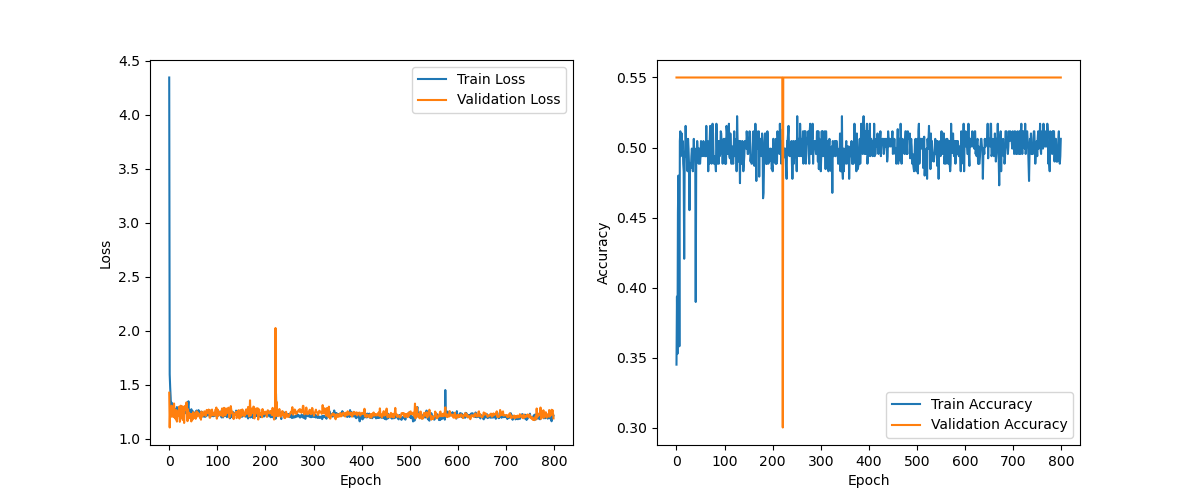 4.5
4.0
3.5
3.0
2.5
2.0
1.5
1.0
Loss
0 100 200 300 400 500 600 700 800
Epoch
Train Loss
Validation Loss
0.55
0.50
0.45
0.40
0.35
0.30
Accuracy
0 100 200 300 400 500 600 700 800
Epoch
Train Accuracy
Validation Accuracy